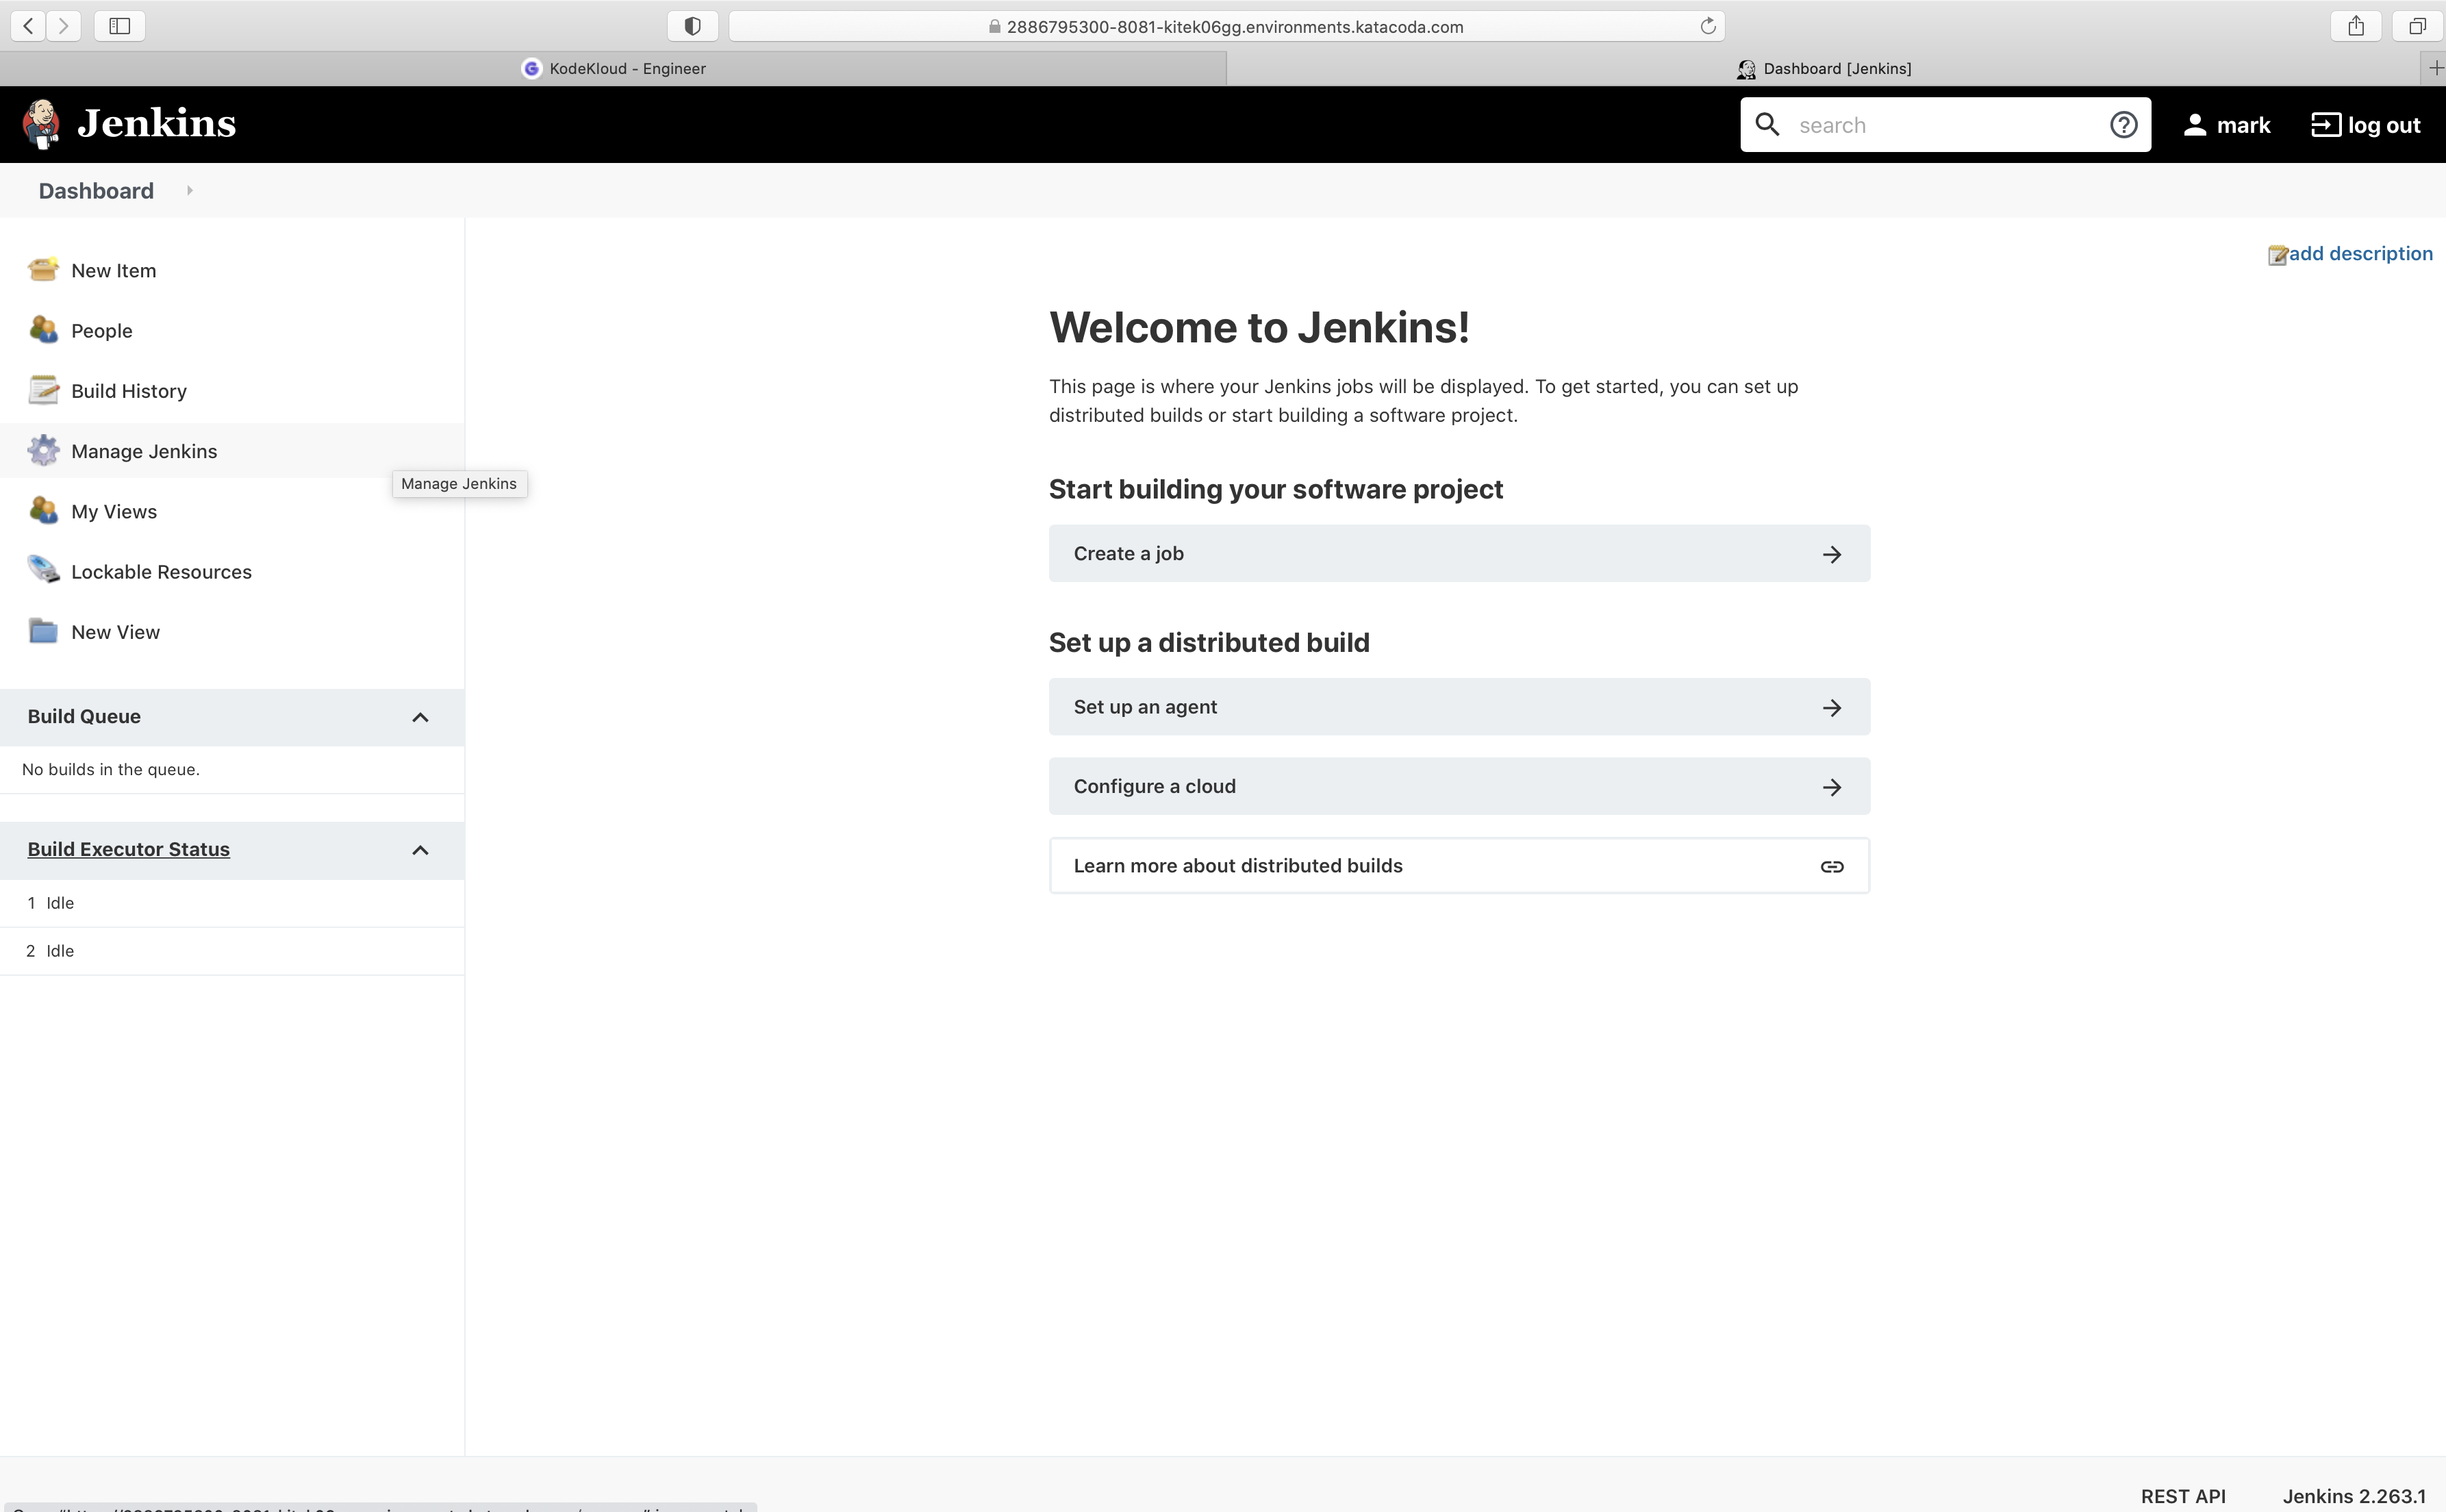 2886795300-8081-kitek06gg.environments.katacoda.com
KodeKloud - Engineer
Dashboard [Jenkins]
Jenkins
search
mark
log out
Dashboard
add description
New Item
People
Build History
Manage Jenkins
Manage Jenkins
My Views
Lockable Resources
New View
Build Queue
No builds in the queue.
Build Executor Status
1 Idle
2 Idle
Welcome to Jenkins!
This page is where your Jenkins jobs will be displayed. To get started, you can set up
distributed builds or start building a software project.
Start building your software project
Create a job
Set up a distributed build
Set up an agent
Configure a cloud
Learn more about distributed builds
REST API
Jenkins 2.263.1